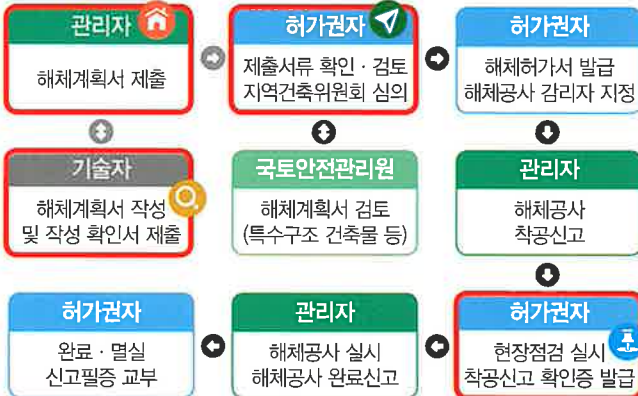 관리자
해체계획서 제출
허가권자
제출서류 확인 · 검토
지역건축위원회 심의
허가권자
해체허가서 발급
해체공사 감리자 지정
기술자
해체계획서 작성
및 작성 확인서 제출
국토안전관리원
해체계획서 검토
(특수구조 건축물 등)
관리자
해체공사
착공신고
허가권자
완료 · 멸실
신고필증 교부
관리자
해체공사 실시
해체공사 완료신고
허가권자
현장점검 실시
착공신고 확인증 발급